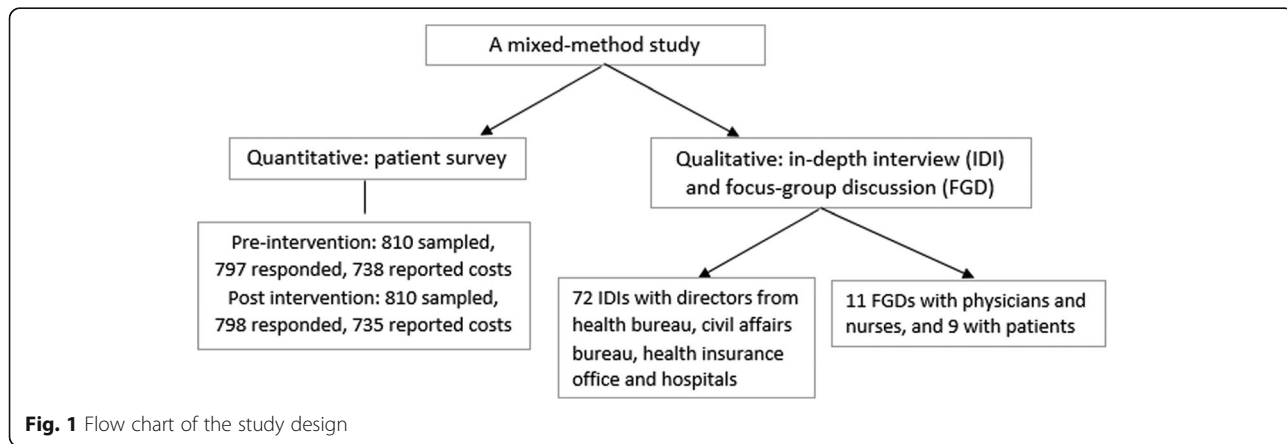 A mixed-method study
Quantitative: patient survey
Qualitative: in-depth interview (IDI)
and focus-group discussion (FGD)
Pre-intervention: 810 sampled,
797 responded, 738 reported costs
Post intervention: 810 sampled,
798 responded, 735 reported costs
72 IDIs with directors from
health bureau, civil affairs
bureau, health insurance
office and hospitals
11 FGDs with physicians and
nurses, and 9 with patients
Fig. 1 Flow chart of the study design